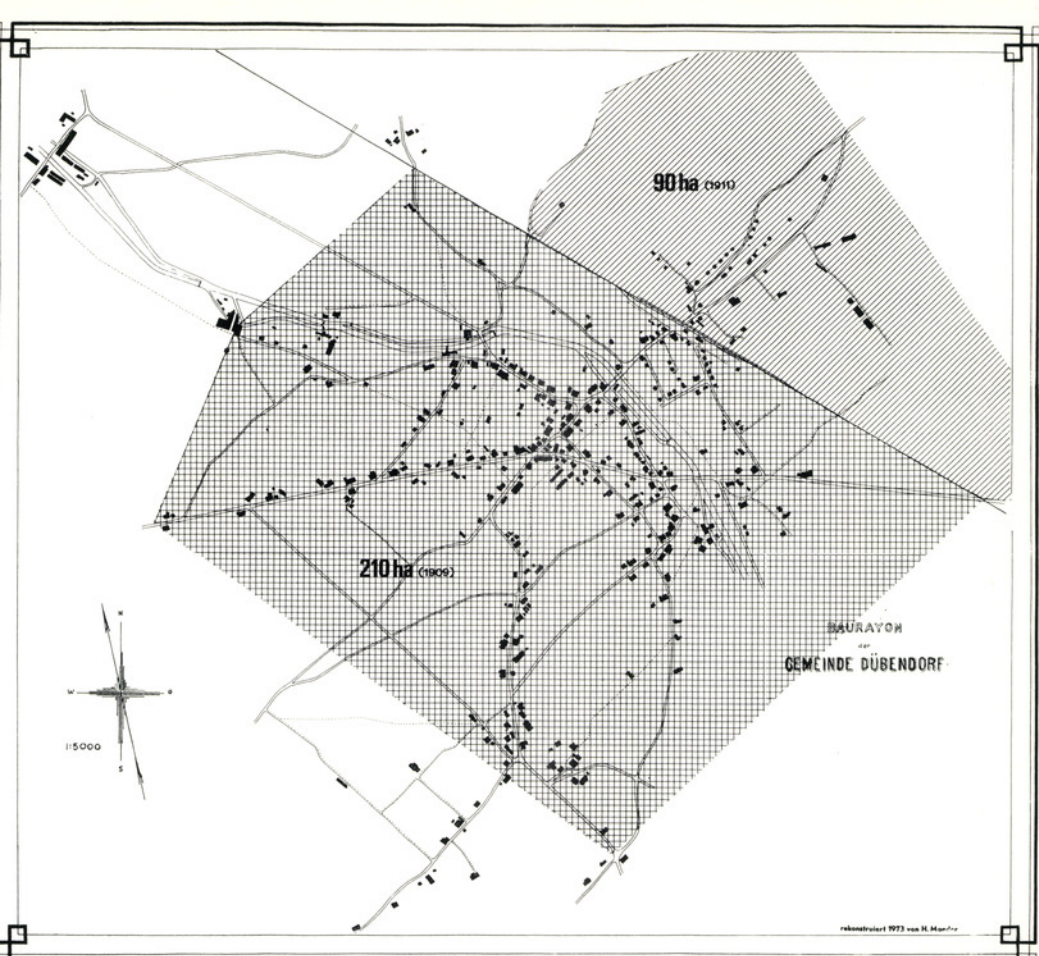 90 ha (1911)
210 ha (1909)
BAURAYON
der
GEMEINDE DÜBENDORF
N
W O
1:5000
S
rekonstruiert 1973 von H.